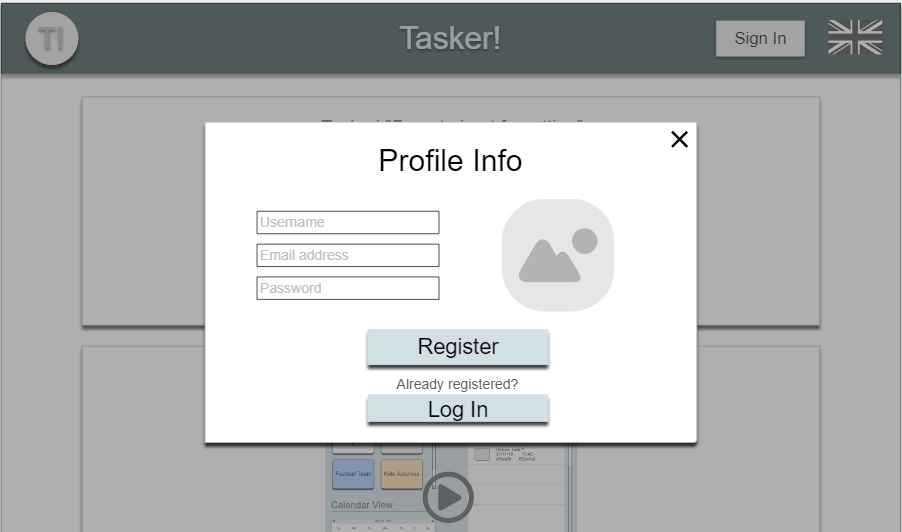 T!
Tasker!
Sign In
Profile Info
Username
Email address
Password
Register
Already registered?
Log In
Football Team
Kids Activities
Calendar View